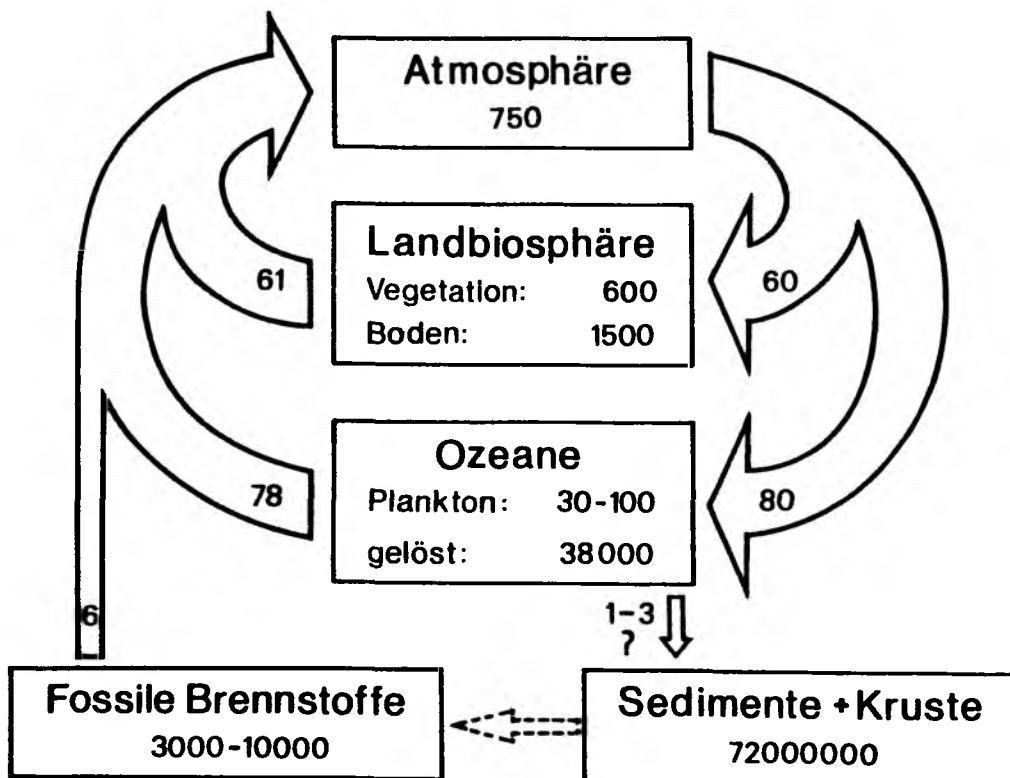 Atmosphäre
750
Landbiosphäre
Vegetation: 600
Boden: 1500
61
60
Ozeane
Plankton: 30-100
gelöst: 38000
78
80
6
1-3
?
Fossile Brennstoffe
3000-10000
Sedimente + Kruste
72000000